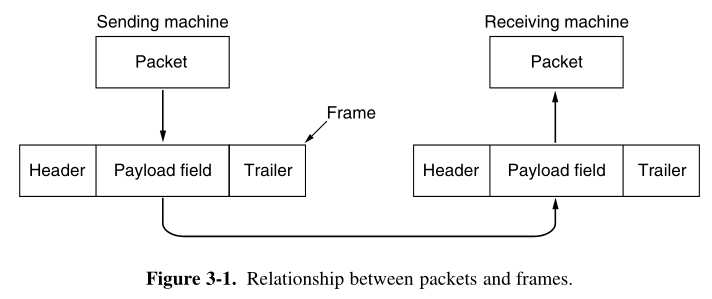 Sending machine
Receiving machine
Packet
Packet
Frame
Header
Payload field
Trailer
Header
Payload field
Trailer
Figure 3-1. Relationship between packets and frames.